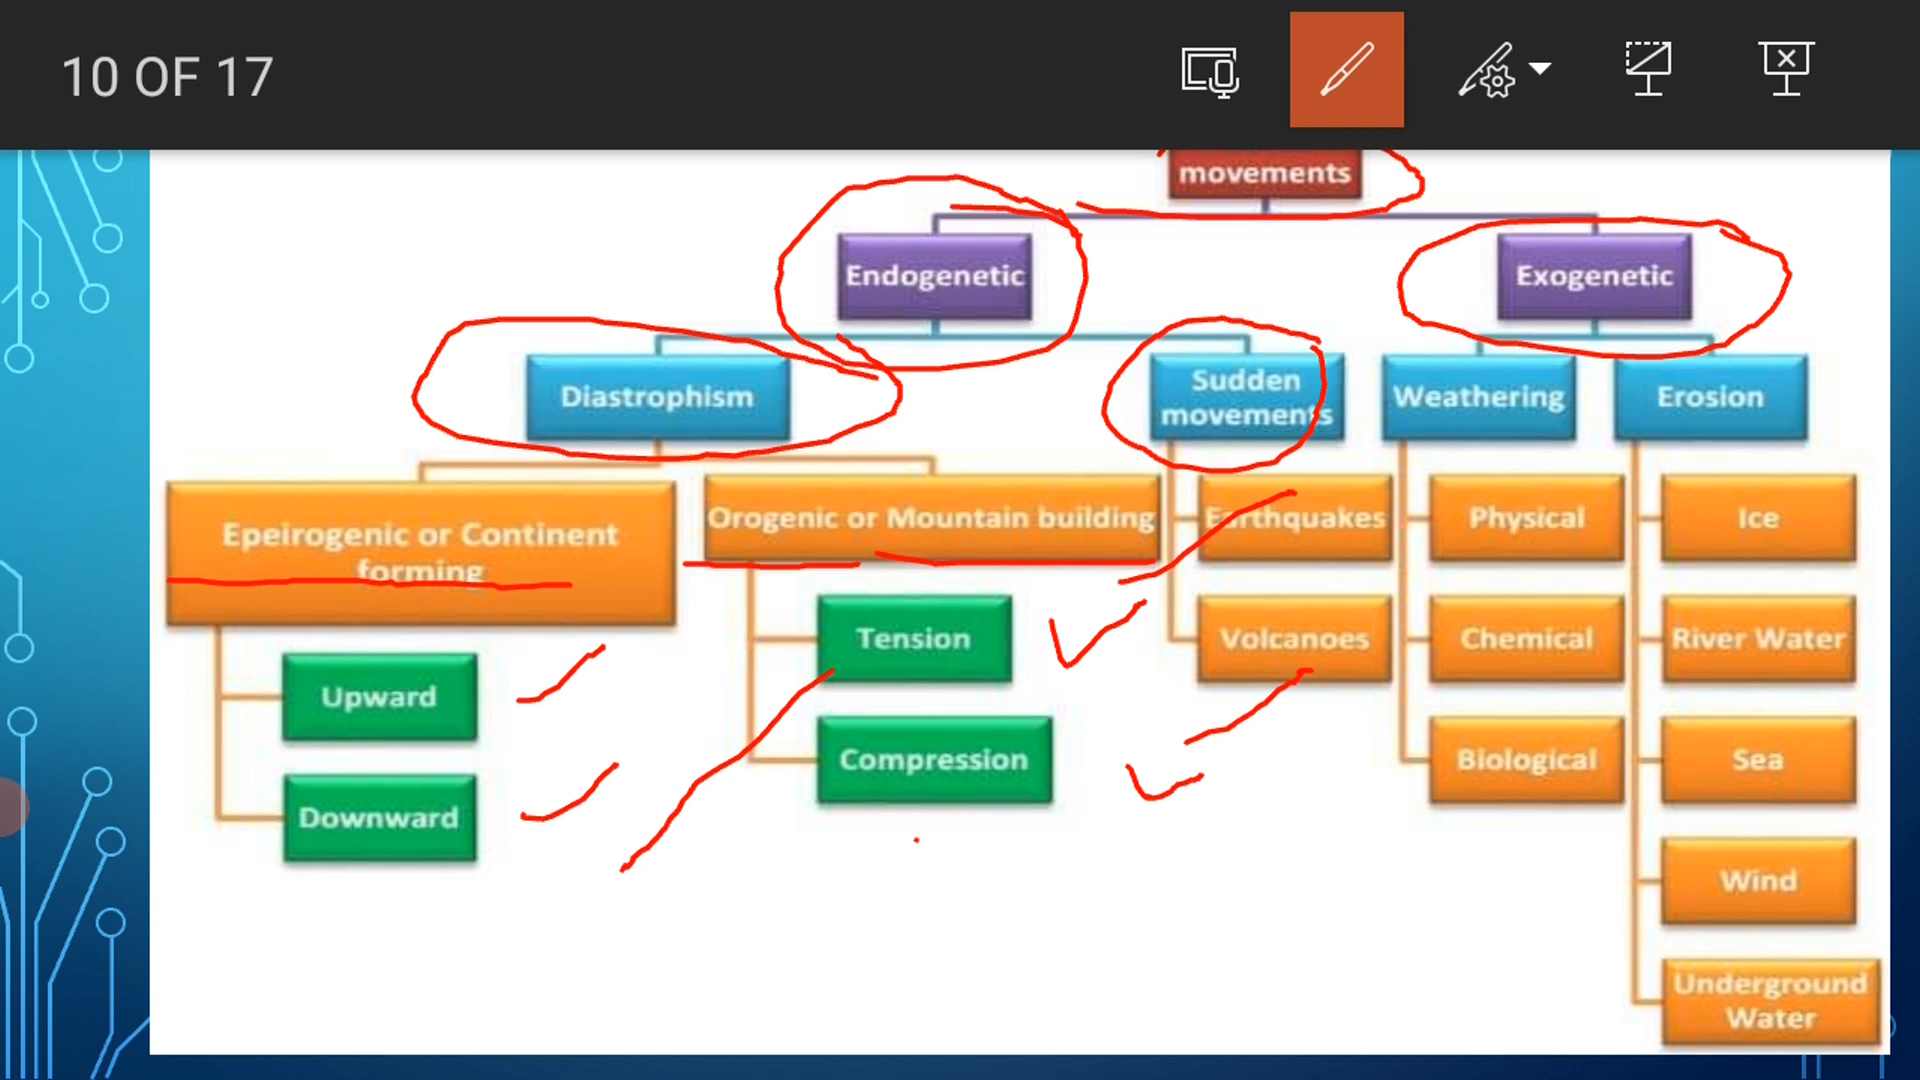 10 OF 17
movements
Endogenetic
Exogenetic
Diastrophism
Sudden
movements
Weathering
Erosion
Epeirogenic or Continent
forming
Orogenic or Mountain building
Earthquakes
Physical
Ice
Upward
Tension
Volcanoes
Chemical
River Water
Downward
Compression
Biological
Sea
Wind
Underground
Water